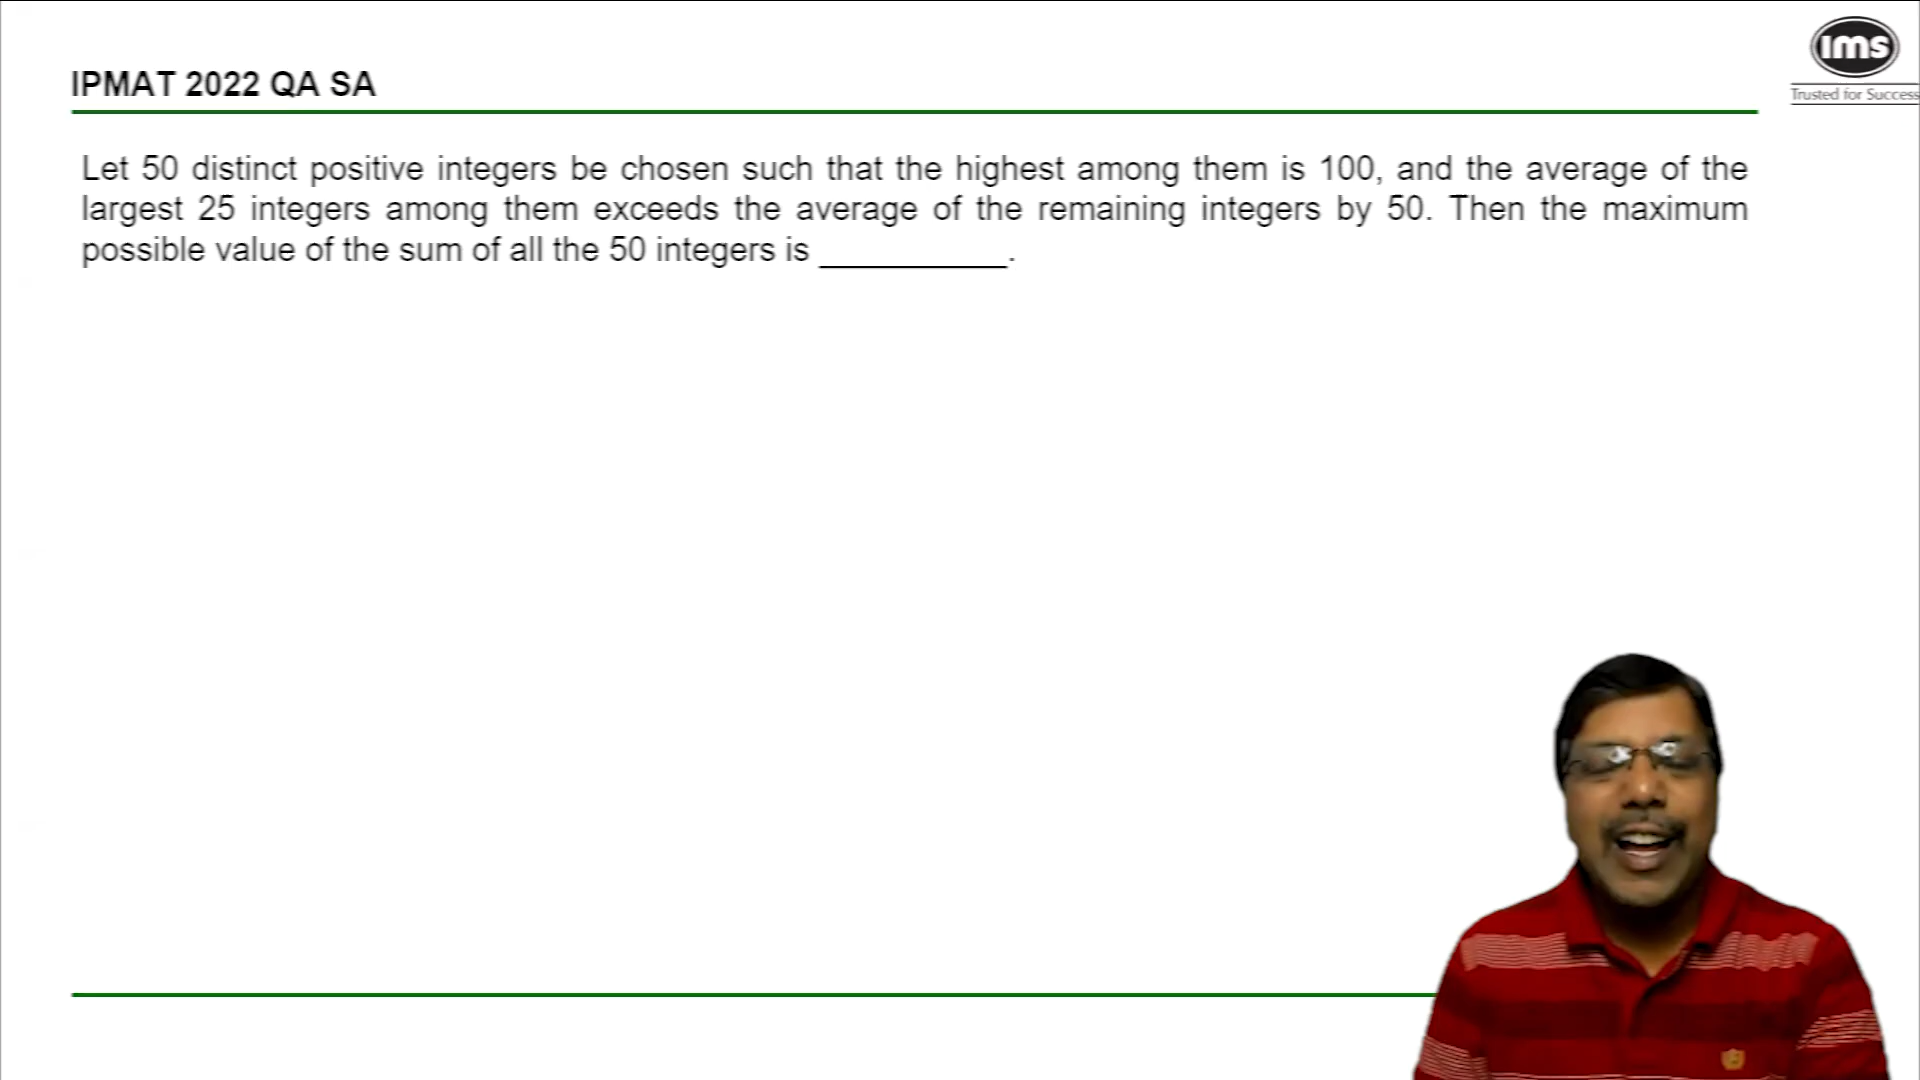 ims
Trusted for Success
IPMAT 2022 QA SA
Let 50 distinct positive integers be chosen such that the highest among them is 100, and the average of the
largest 25 integers among them exceeds the average of the remaining integers by 50. Then the maximum
possible value of the sum of all the 50 integers is ___________.